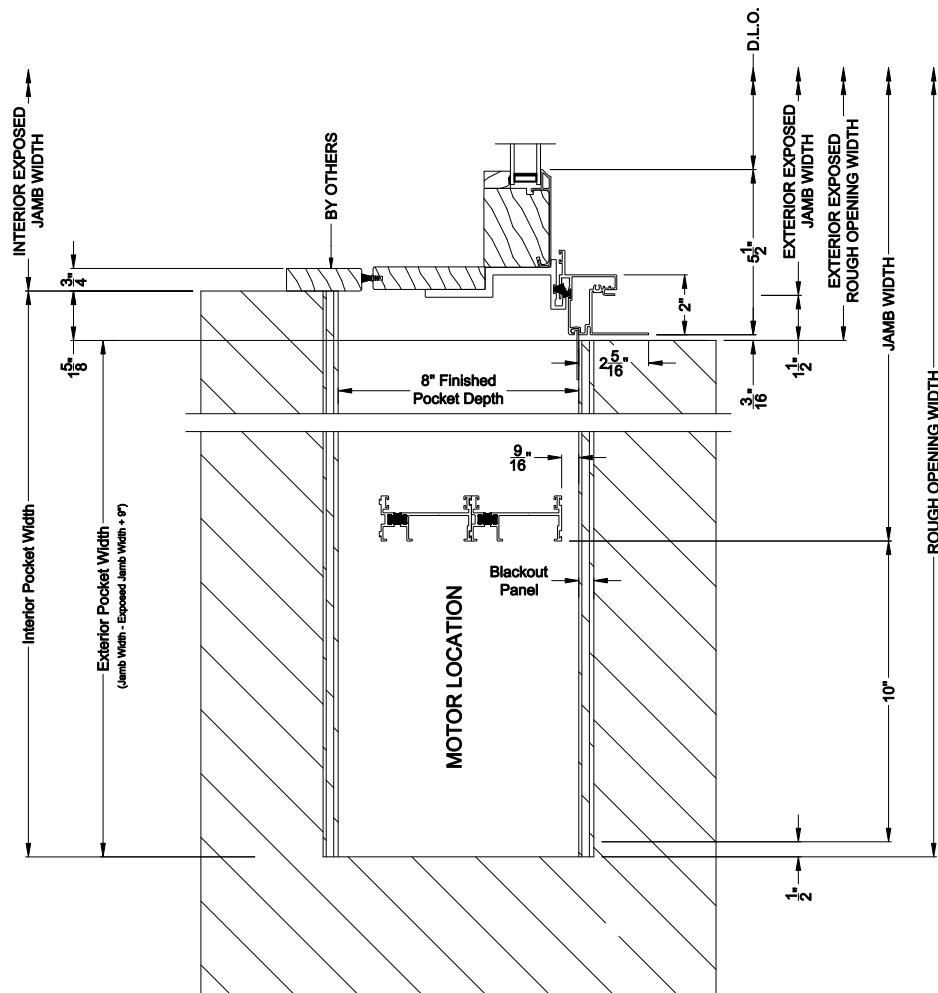 D.L.O.
INTERIOR EXPOSED
JAMB WIDTH
BY OTHERS
EXTERIOR EXPOSED
JAMB WIDTH
EXTERIOR EXPOSED
ROUGH OPENING WIDTH
JAMB WIDTH
ROUGH OPENING WIDTH
3/4"
5 1/2"
1 5/8"
2"
1 1/2"
2 5/16"
3/16"
8" Finished
Pocket Depth
9/16"
Interior Pocket Width
Exterior Pocket Width
(Jamb Width - Exposed Jamb Width + 9")
Blackout
Panel
MOTOR LOCATION
10"
1/2"